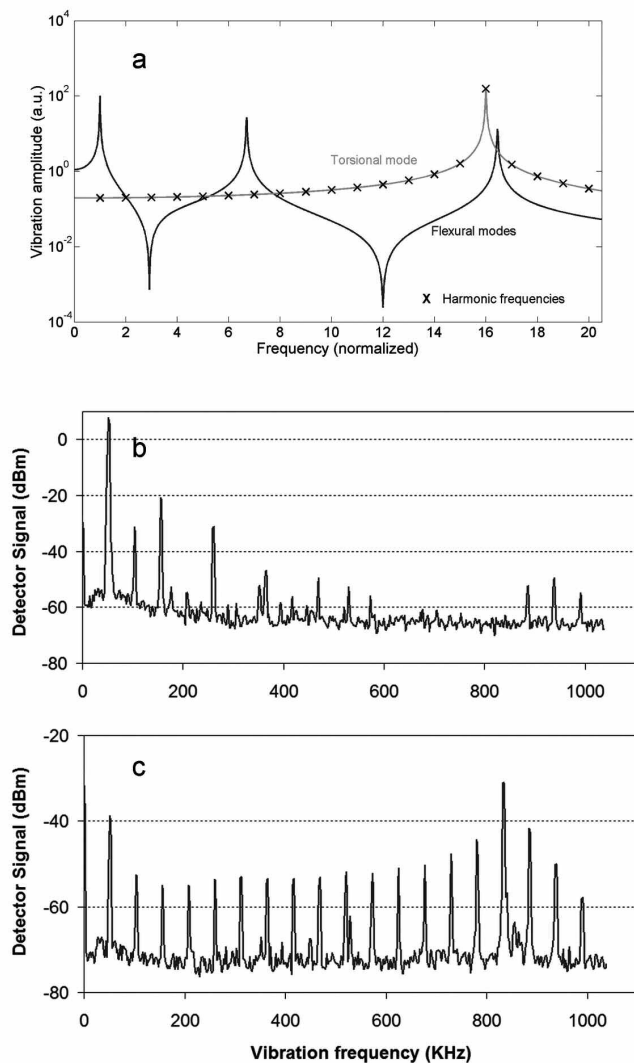 a
Vibration amplitude (a.u.)
10^4
10^2
10^0
10^-2
10^-4
Torsional mode
Flexural modes
x Harmonic frequencies
0 2 4 6 8 10 12 14 16 18 20
Frequency (normalized)
b
Detector Signal (dBm)
0
-20
-40
-60
-80
0 200 400 600 800 1000
c
Detector Signal (dBm)
-20
-40
-60
-80
0 200 400 600 800 1000
Vibration frequency (KHz)